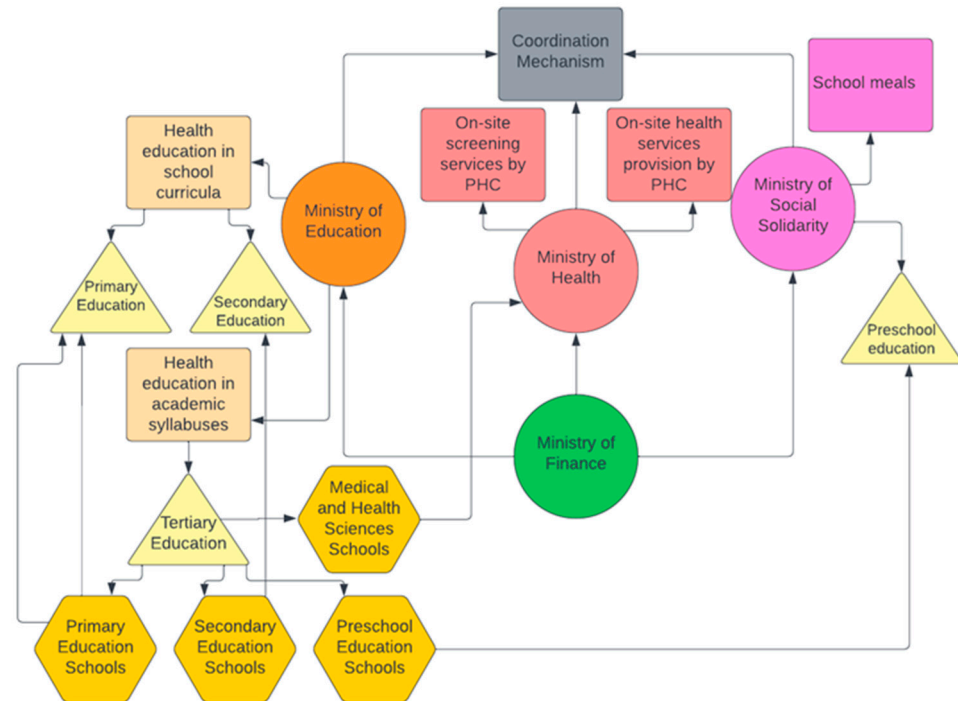 Coordination
Mechanism
School meals
On-site
screening
services by
PHC
On-site health
services
provision by
PHC
Health
education in
school
curricula
Ministry of
Education
Ministry of
Social
Solidarity
Ministry of
Health
Primary
Education
Secondary
Education
Preschool
education
Health
education in
academic
syllabuses
Ministry of
Finance
Medical
and Health
Sciences
Schools
Tertiary
Education
Primary
Education
Schools
Secondary
Education
Schools
Preschool
Education
Schools